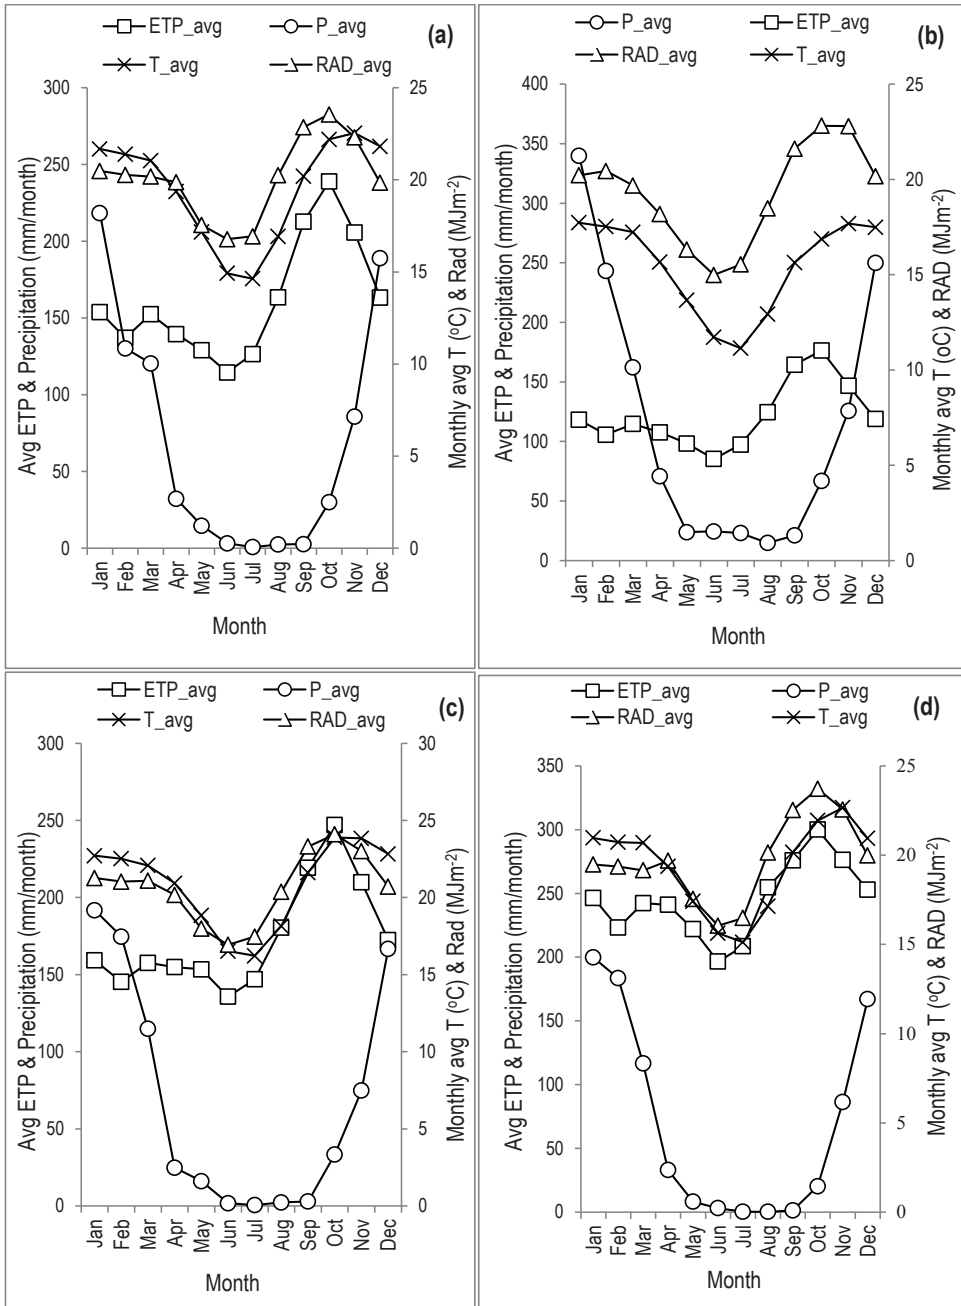 ETP_avg P_avg
T_avg RAD_avg
(a)
300 25
250 20
200 15
150
100 10
50 5
0 0
Avg ETP & Precipitation (mm/month)
Monthly avg T (oC) & Rad (MJm-2)
Jan Feb Mar Apr May Jun Jul Aug Sep Oct Nov Dec
Month
P_avg ETP_avg
RAD_avg T_avg
(b)
400 25
350 20
300
250 15
200
150 10
100 5
50
0 0
Avg ETP & Precipitation (mm/month)
Monthly avg T (oC) & RAD (MJm-2)
Jan Feb Mar Apr May Jun Jul Aug Sep Oct Nov Dec
Month
ETP_avg P_avg
T_avg RAD_avg
(c)
300 30
250 25
200 20
150 15
100 10
50 5
0 0
Avg ETP & Precipitation (mm/month)
Monthly avg T (oC) & Rad (MJm-2)
Jan Feb Mar Apr May Jun Jul Aug Sep Oct Nov Dec
Month
ETP_avg P_avg
RAD_avg T_avg
(d)
350 25
300 20
250
200 15
150 10
100
50 5
0 0
Avg ETP & Precipitation (mm/month)
Monthly avg T (oC) & RAD (MJm-2)
Jan Feb Mar Apr May Jun Jul Aug Sep Oct Nov Dec
Month